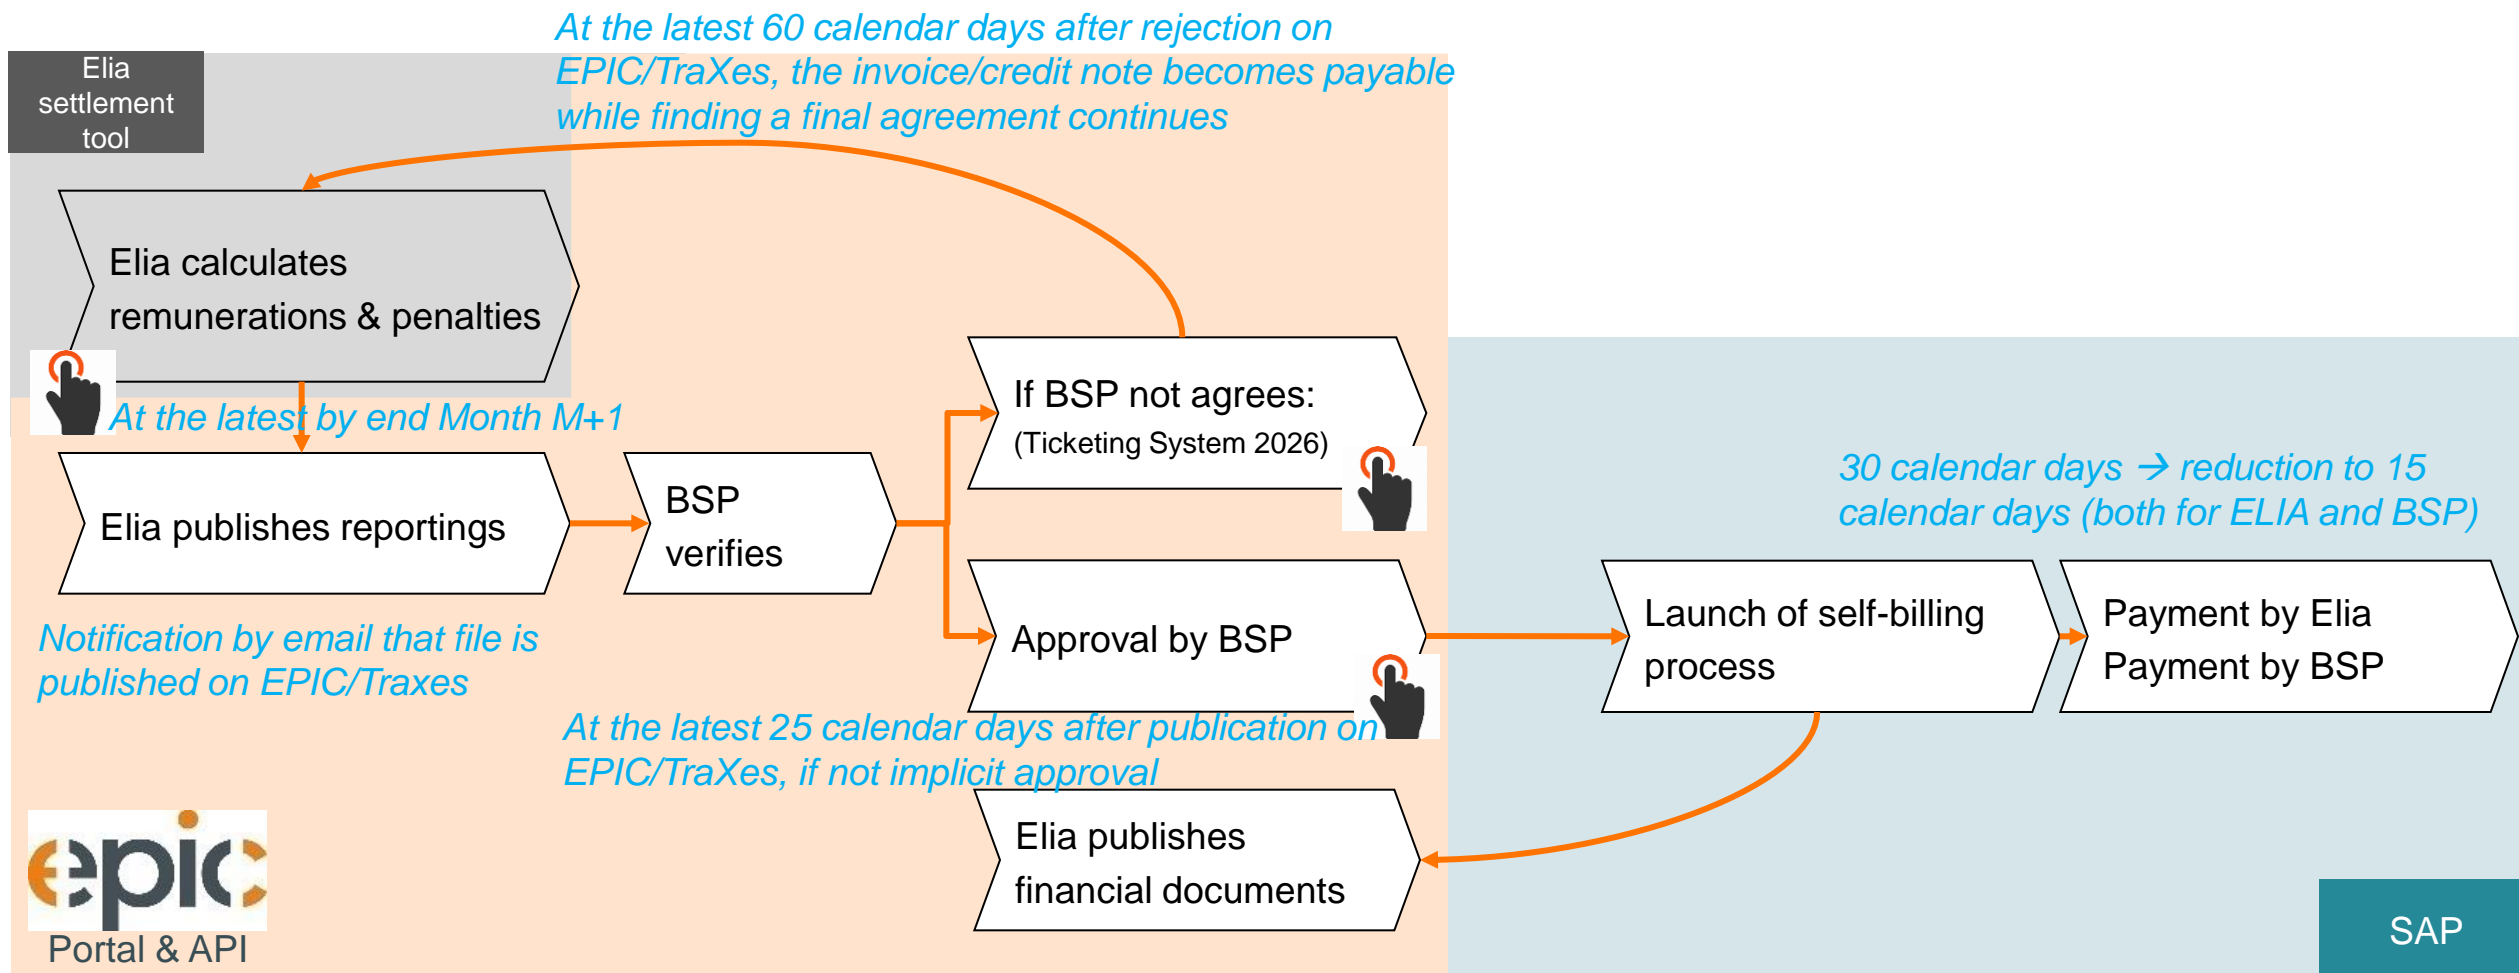 At the latest 60 calendar days after rejection on
EPIC/TraXes, the invoice/credit note becomes payable
while finding a final agreement continues
Elia
settlement
tool
Elia calculates
remunerations & penalties
At the latest by end Month M+1
If BSP not agrees:
(Ticketing System 2026)
30 calendar days → reduction to 15
calendar days (both for ELIA and BSP)
Elia publishes reportings
BSP
verifies
Approval by BSP
Launch of self-billing
process
Payment by Elia
Payment by BSP
Notification by email that file is
published on EPIC/Traxes
At the latest 25 calendar days after publication on
EPIC/TraXes, if not implicit approval
Elia publishes
financial documents
epic
Portal & API
SAP